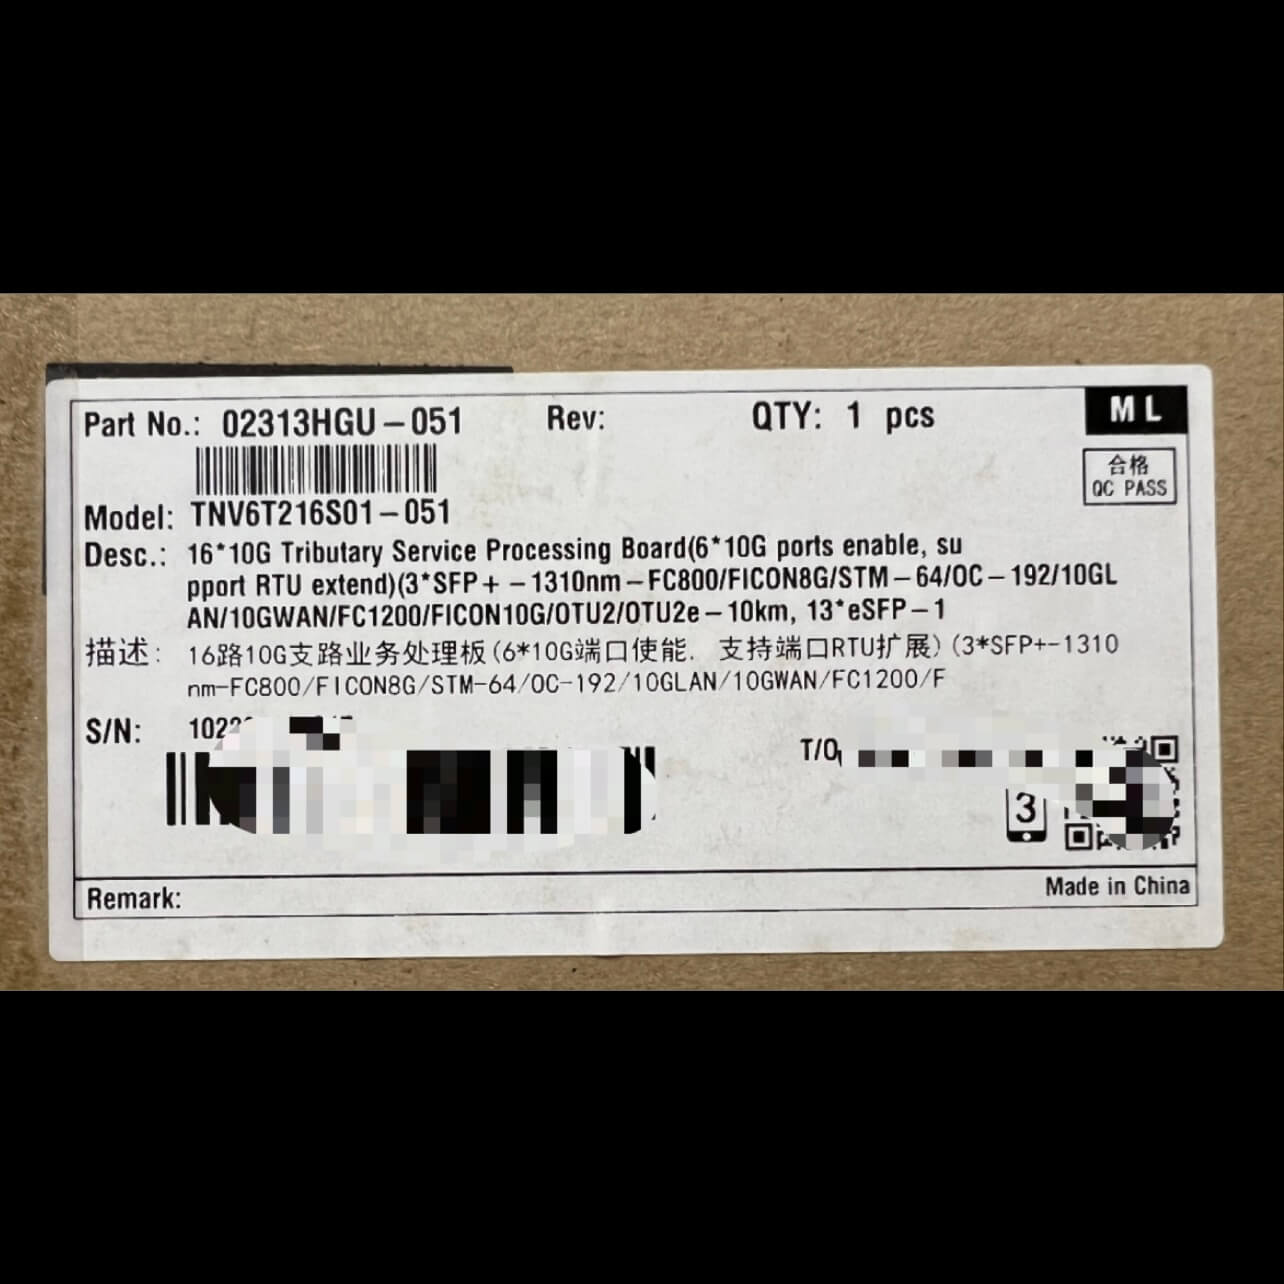 Part No.: 02313HGU-051 Rev: QTY: 1 pcs ML
合格
QC PASS
Model: TNV6T216S01-051
Desc.: 16*10G Tributary Service Processing Board(6*10G ports enable, su
pport RTU extend)(3*SFP+-1310nm-FC800/FICON8G/STM-64/OC-192/10GL
AN/10GWAN/FC1200/FICON10G/OTU2/OTU2e-10km, 13*eSFP-1
描述: 16路10G支路业务处理板(6*10G端口使能, 支持端口RTU扩展)(3*SFP+-1310
nm-FC800/FICON8G/STM-64/OC-192/10GLAN/10GWAN/FC1200/F
S/N: 1022
T/O
3
Made in China
Remark: